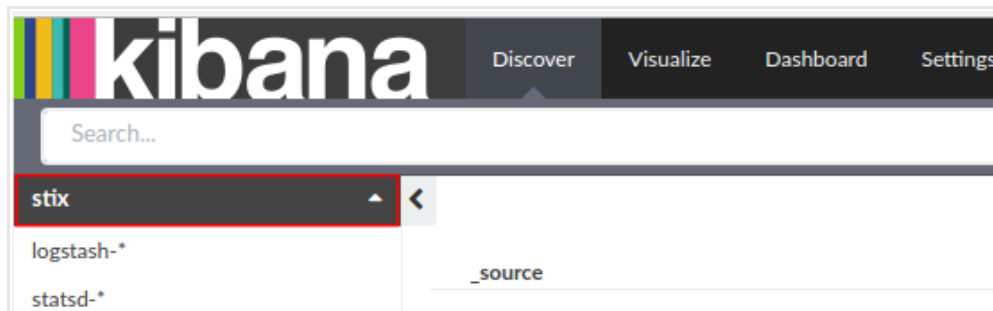 kibana Discover Visualize Dashboard Settings
Search...
stix
logstash-*
_source
statsd-*